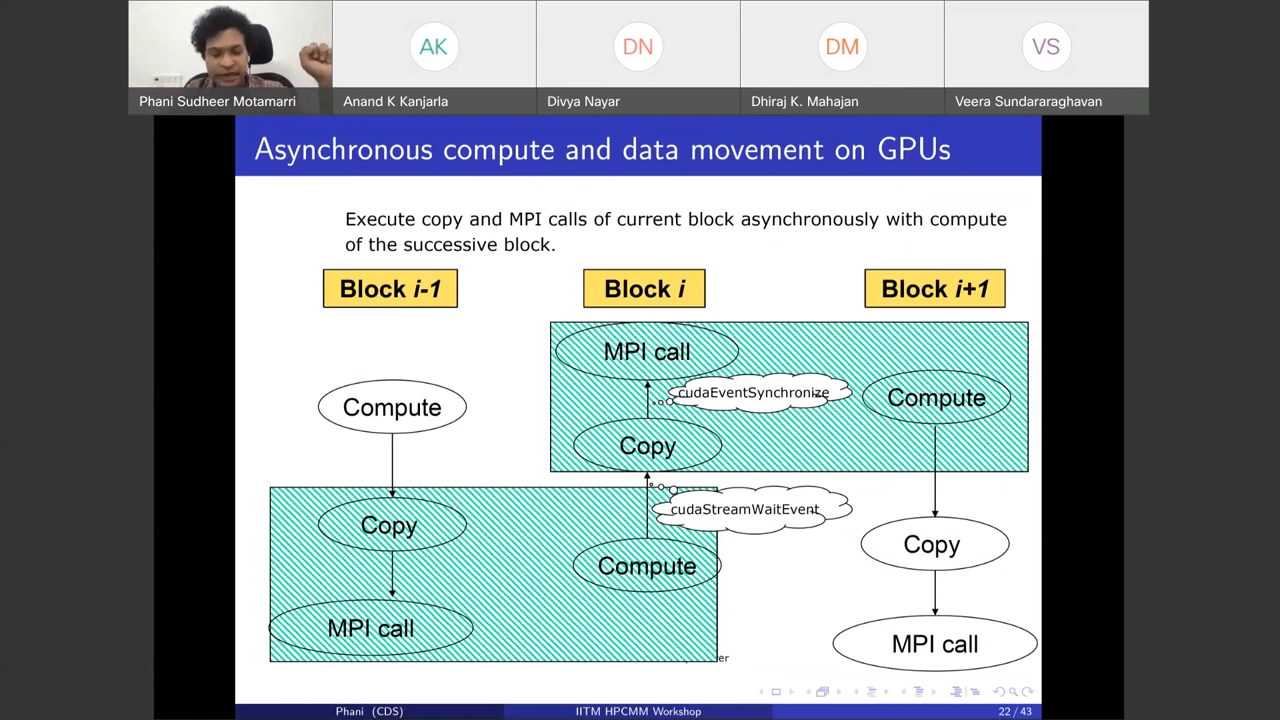 AK
DN
DM
VS
Phani Sudheer Motamarri
Anand K Kanjarla
Divya Nayar
Dhiraj K. Mahajan
Veera Sundararaghavan
Asynchronous compute and data movement on GPUs
Execute copy and MPI calls of current block asynchronously with compute
of the successive block.
Block i-1
Block i
Block i+1
MPI call
cudaEventSynchronize
Compute
Compute
Copy
cudaStreamWaitEvent
Copy
Copy
Compute
MPI call
MPI call
Phani (CDS)
IITM HPCMM Workshop
22 / 43